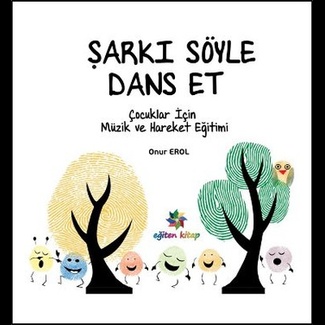 ŞARKI SÖYLE
DANS ET
Çocuklar İçin
Müzik ve Hareket Eğitimi
Onur EROL
eğiten kitap